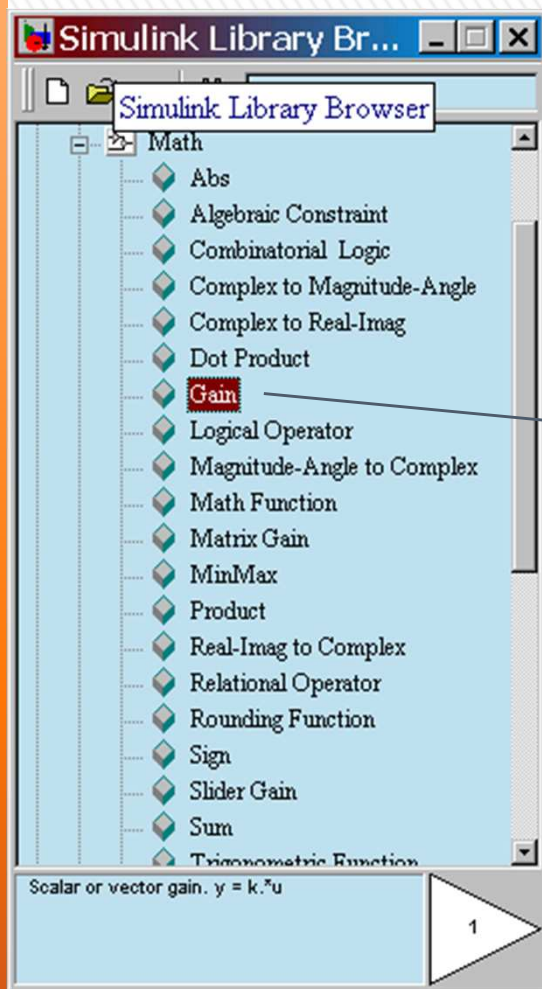 Simulink Library Br...
Simulink Library Browser
Math
Abs
Algebraic Constraint
Combinatorial Logic
Complex to Magnitude-Angle
Complex to Real-Imag
Dot Product
Gain
Logical Operator
Magnitude-Angle to Complex
Math Function
Matrix Gain
MinMax
Product
Real-Imag to Complex
Relational Operator
Rounding Function
Sign
Slider Gain
Sum
Trigonometric Function
Scalar or vector gain. y = k.*u
1